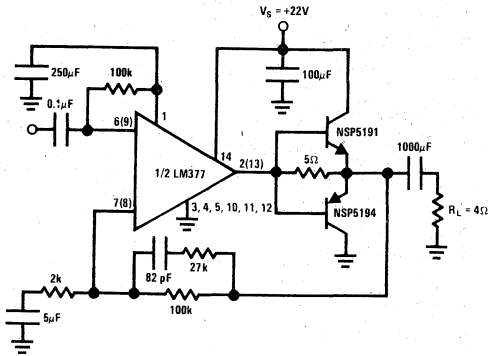 V_S = +22V
250µF
100k
100µF
0.1µF
1
NSP5191
6(9)
14
1000µF
1/2 LM377
2(13)
5Ω
7(8)
3, 4, 5, 10, 11, 12
R_L = 4Ω
NSP5194
82 pF
27k
2k
100k
5µF